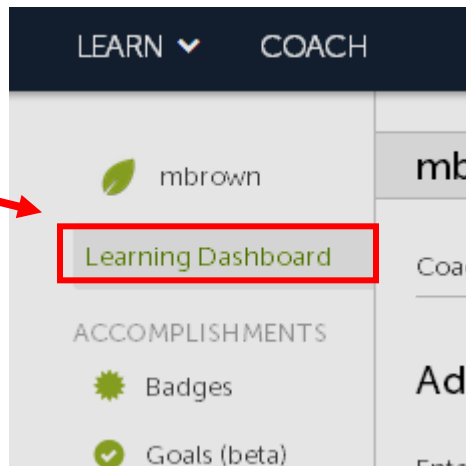 LEARN COACH
mbrown
Learning Dashboard
ACCOMPLISHMENTS
Badges
Goals (beta)
mb
Coa
Ad